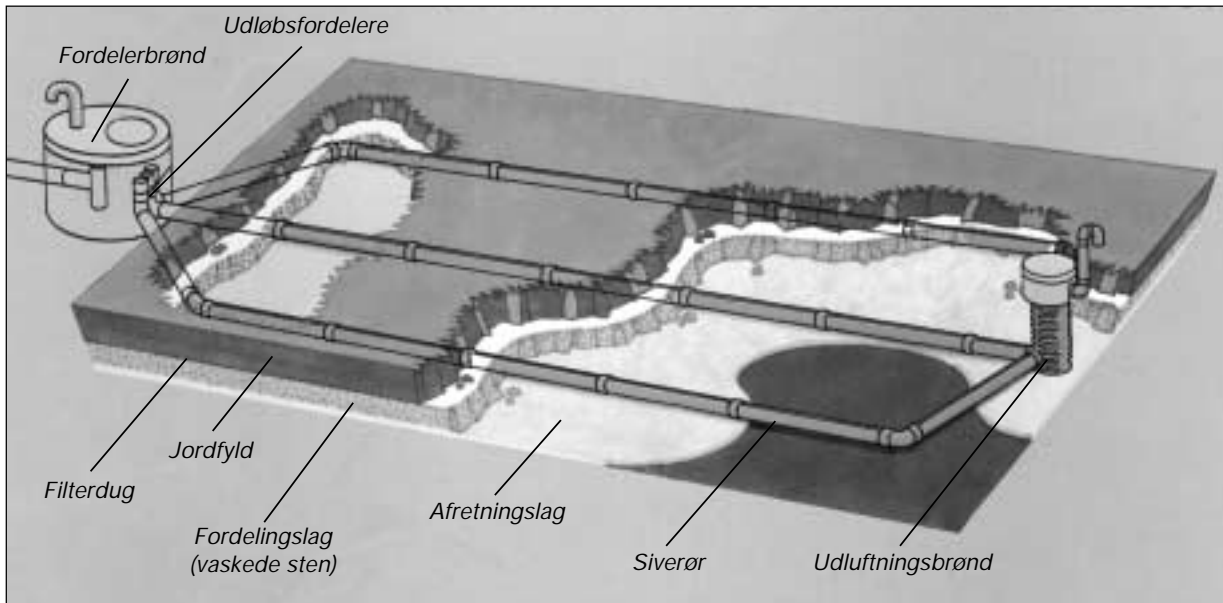 Udløbsfordelere
Fordelerbrønd
Jordfyld
Filterdug
Afretningslag
Fordelingslag
(vaskede sten)
Siverør
Udluftningsbrønd